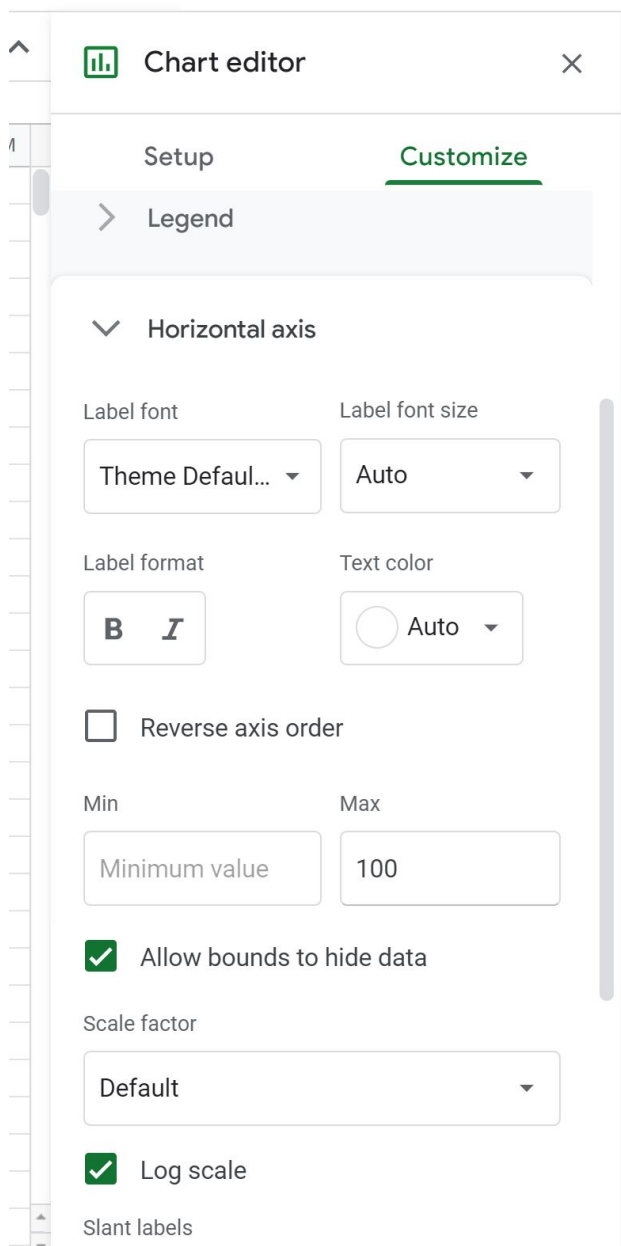 Chart editor
Setup Customize
Legend
Horizontal axis
Label font Label font size
Theme Defaul... Auto
Label format Text color
B I Auto
Reverse axis order
Min Max
Minimum value 100
Allow bounds to hide data
Scale factor
Default
Log scale
Slant labels